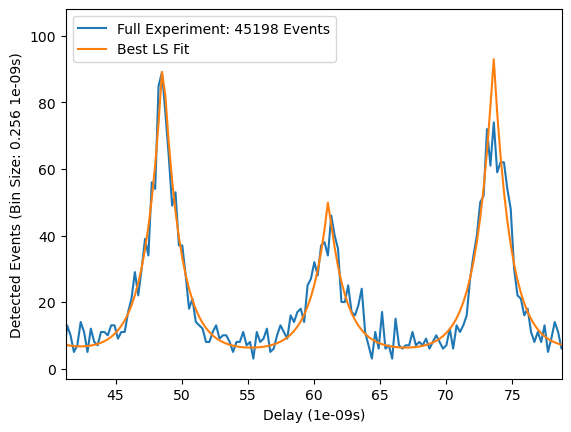 Full Experiment: 45198 Events
Best LS Fit
Detected Events (Bin Size: 0.256 1e-09s)
100
80
60
40
20
0
45 50 55 60 65 70 75
Delay (1e-09s)